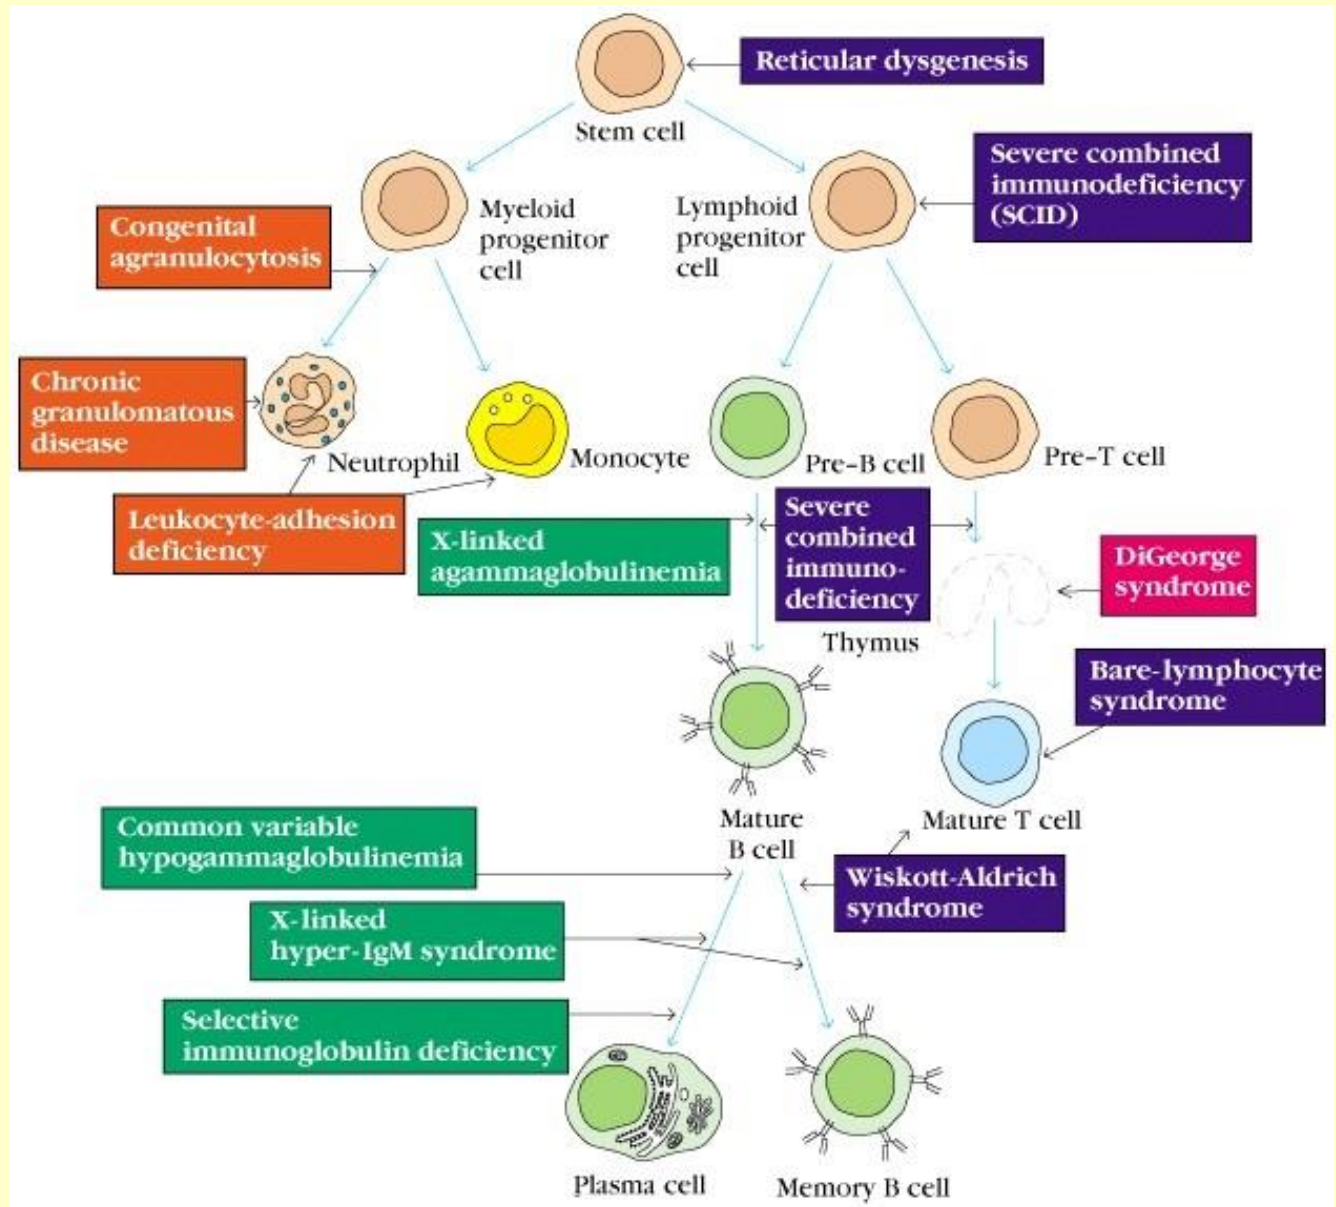 Reticular dysgenesis
Stem cell
Severe combined
immunodeficiency
(SCID)
Myeloid
progenitor
cell
Lymphoid
progenitor
cell
Congenital
agranulocytosis
Chronic
granulomatous
disease
Neutrophil
Monocyte
Pre-B cell
Pre-T cell
Leukocyte-adhesion
deficiency
X-linked
agammaglobulinemia
Severe
combined
immuno-
deficiency
DiGeorge
syndrome
Thymus
Bare-lymphocyte
syndrome
Mature
B cell
Mature T cell
Common variable
hypogammaglobulinemia
Wiskott-Aldrich
syndrome
X-linked
hyper-IgM syndrome
Selective
immunoglobulin deficiency
Plasma cell
Memory B cell